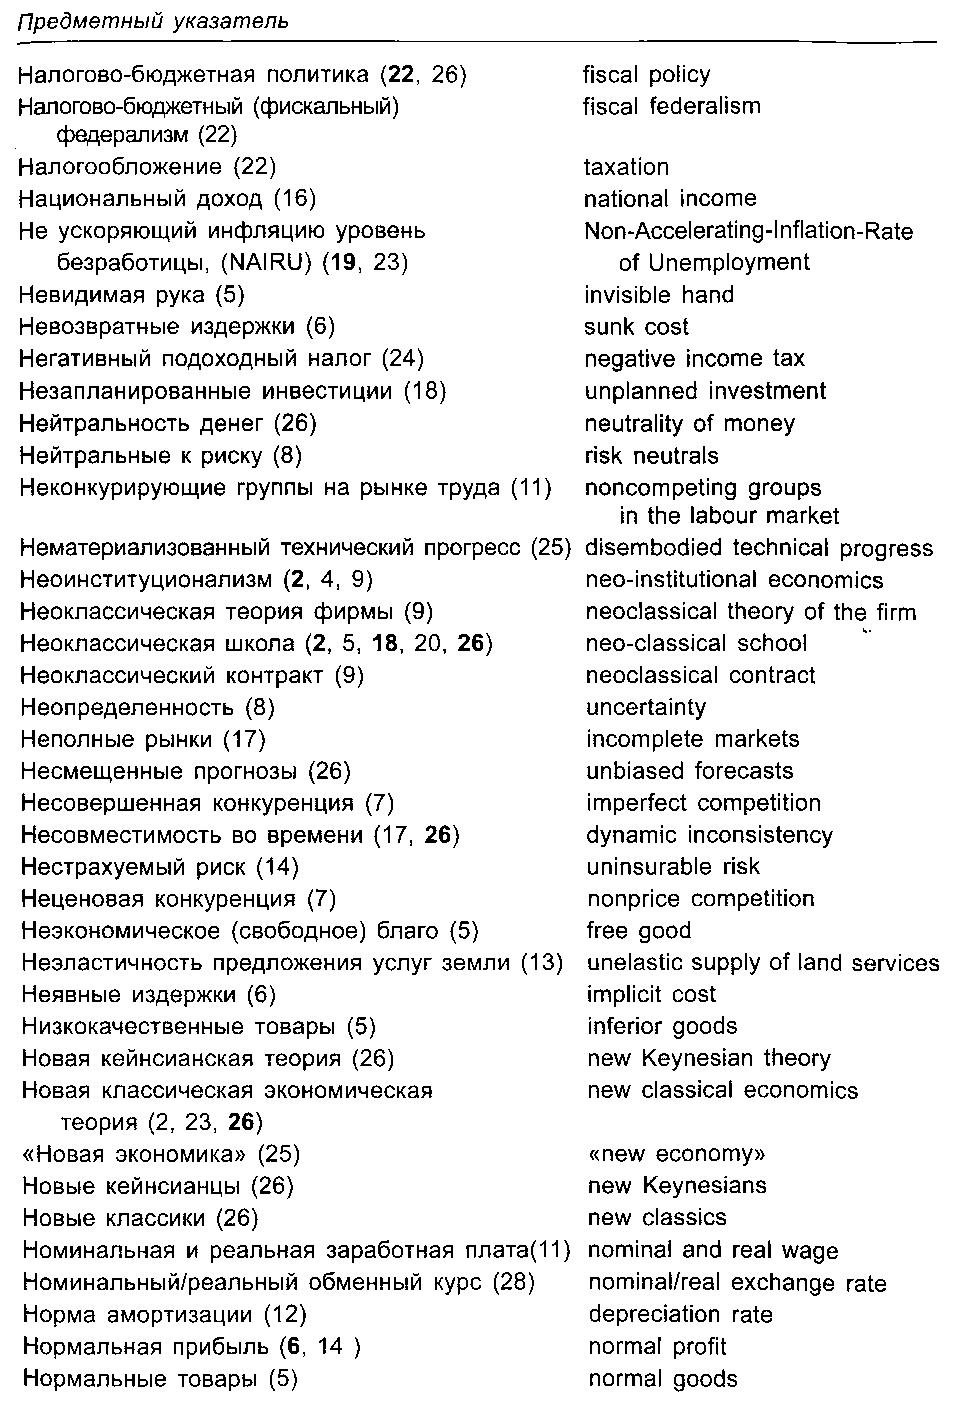 Предметный указатель
Налогово-бюджетная политика (22, 26) fiscal policy
Налогово-бюджетный (фискальный) fiscal federalism
федерализм (22)
Налогообложение (22) taxation
Национальный доход (16) national income
Не ускоряющий инфляцию уровень Non-Accelerating-Inflation-Rate
безработицы, (NAIRU) (19, 23) of Unemployment
Невидимая рука (5) invisible hand
Невозвратные издержки (6) sunk cost
Негативный подоходный налог (24) negative income tax
Незапланированные инвестиции (18) unplanned investment
Нейтральность денег (26) neutrality of money
Нейтральные к риску (8) risk neutrals
Неконкурирующие группы на рынке труда (11) noncompeting groups
in the labour market
Нематериализованный технический прогресс (25) disembodied technical progress
Неоинституционализм (2, 4, 9) neo-institutional economics
Неоклассическая теория фирмы (9) neoclassical theory of the firm
Неоклассическая школа (2, 5, 18, 20, 26) neo-classical school
Неоклассический контракт (9) neoclassical contract
Неопределенность (8) uncertainty
Неполные рынки (17) incomplete markets
Несмещенные прогнозы (26) unbiased forecasts
Несовершенная конкуренция (7) imperfect competition
Несовместимость во времени (17, 26) dynamic inconsistency
Нестрахуемый риск (14) uninsurable risk
Неценовая конкуренция (7) nonprice competition
Неэкономическое (свободное) благо (5) free good
Неэластичность предложения услуг земли (13) unelastic supply of land services
Неявные издержки (6) implicit cost
Низкокачественные товары (5) inferior goods
Новая кейнсианская теория (26) new Keynesian theory
Новая классическая экономическая new classical economics
теория (2, 23, 26)
«Новая экономика» (25) «new economy»
Новые кейнсианцы (26) new Keynesians
Новые классики (26) new classics
Номинальная и реальная заработная плата(11) nominal and real wage
Номинальный/реальный обменный курс (28) nominal/real exchange rate
Норма амортизации (12) depreciation rate
Нормальная прибыль (6, 14 ) normal profit
Нормальные товары (5) normal goods